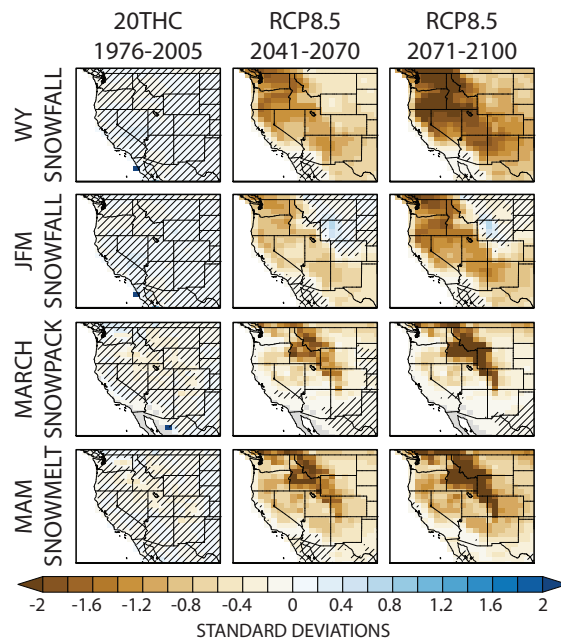 20THC RCP8.5 RCP8.5
1976-2005 2041-2070 2071-2100
WY
SNOWFALL
JFM
SNOWFALL
MARCH
SNOWPACK
MAM
SNOWMELT
-2 -1.6 -1.2 -0.8 -0.4 0 0.4 0.8 1.2 1.6 2
STANDARD DEVIATIONS